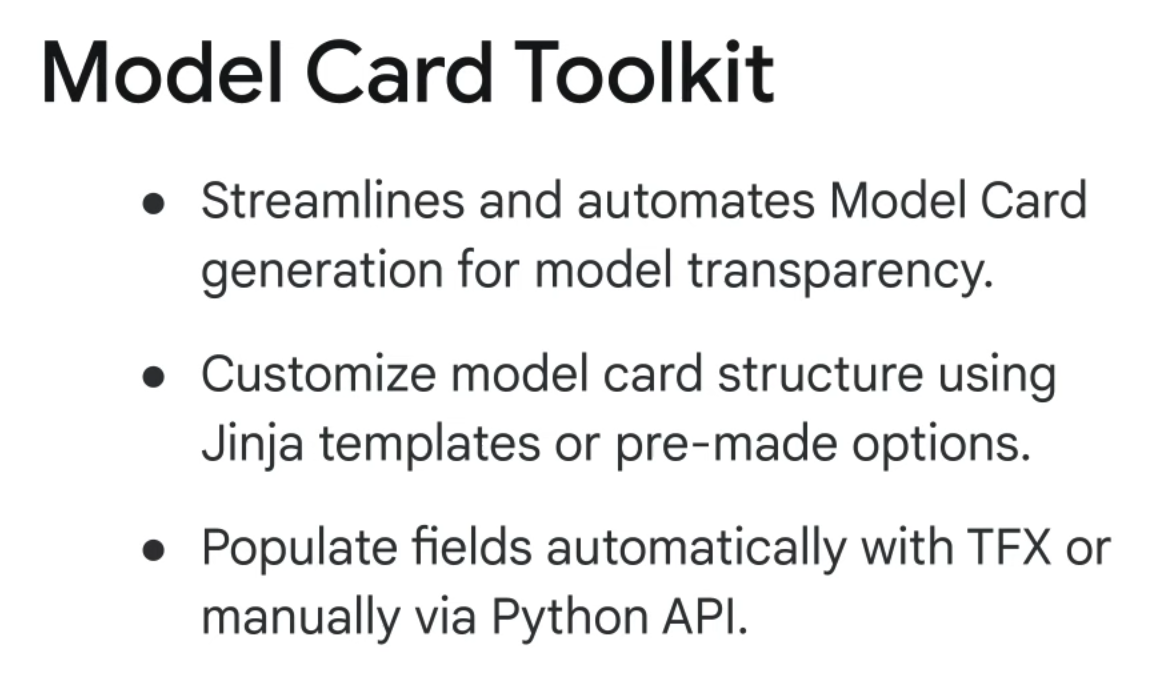 Model Card Toolkit
● Streamlines and automates Model Card
generation for model transparency.
● Customize model card structure using
Jinja templates or pre-made options.
● Populate fields automatically with TFX or
manually via Python API.